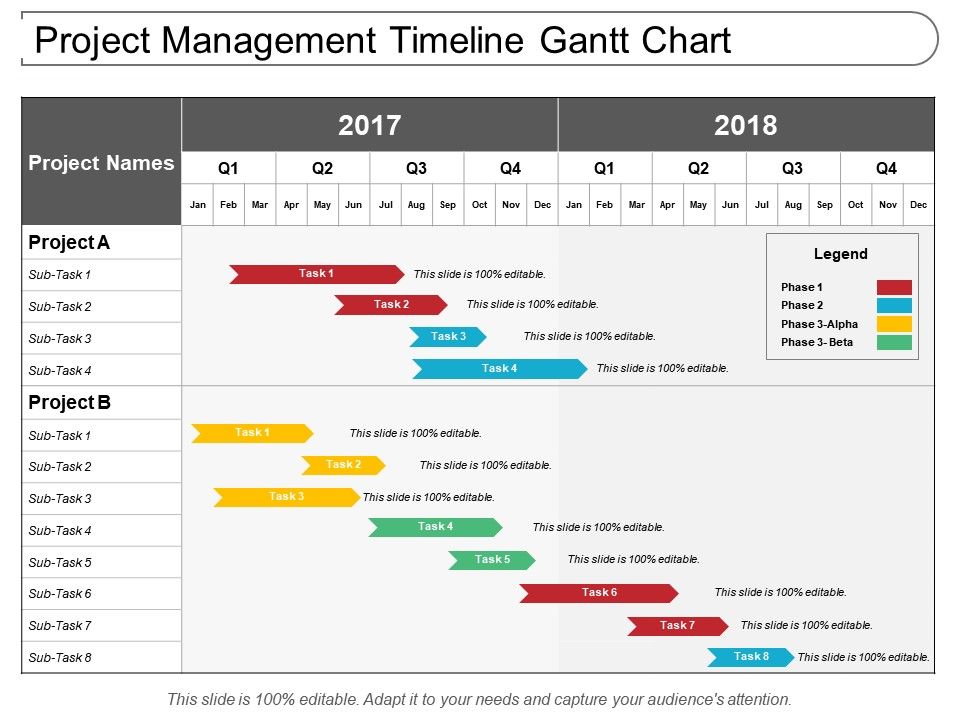 Project Management Timeline Gantt Chart
Project Names
2017 2018
Q1 Q2 Q3 Q4 Q1 Q2 Q3 Q4
Jan Feb Mar Apr May Jun Jul Aug Sep Oct Nov Dec Jan Feb Mar Apr May Jun Jul Aug Sep Oct Nov Dec
Project A
Legend
Phase 1
Phase 2
Phase 3-Alpha
Phase 3- Beta
Sub-Task 1 Task 1 This slide is 100% editable.
Sub-Task 2 Task 2 This slide is 100% editable.
Sub-Task 3 Task 3 This slide is 100% editable.
Sub-Task 4 Task 4 This slide is 100% editable.
Project B
Sub-Task 1 Task 1 This slide is 100% editable.
Sub-Task 2 Task 2 This slide is 100% editable.
Sub-Task 3 Task 3 This slide is 100% editable.
Sub-Task 4 Task 4 This slide is 100% editable.
Sub-Task 5 Task 5 This slide is 100% editable.
Sub-Task 6 Task 6 This slide is 100% editable.
Sub-Task 7 Task 7 This slide is 100% editable.
Sub-Task 8 Task 8 This slide is 100% editable.
This slide is 100% editable. Adapt it to your needs and capture your audience's attention.